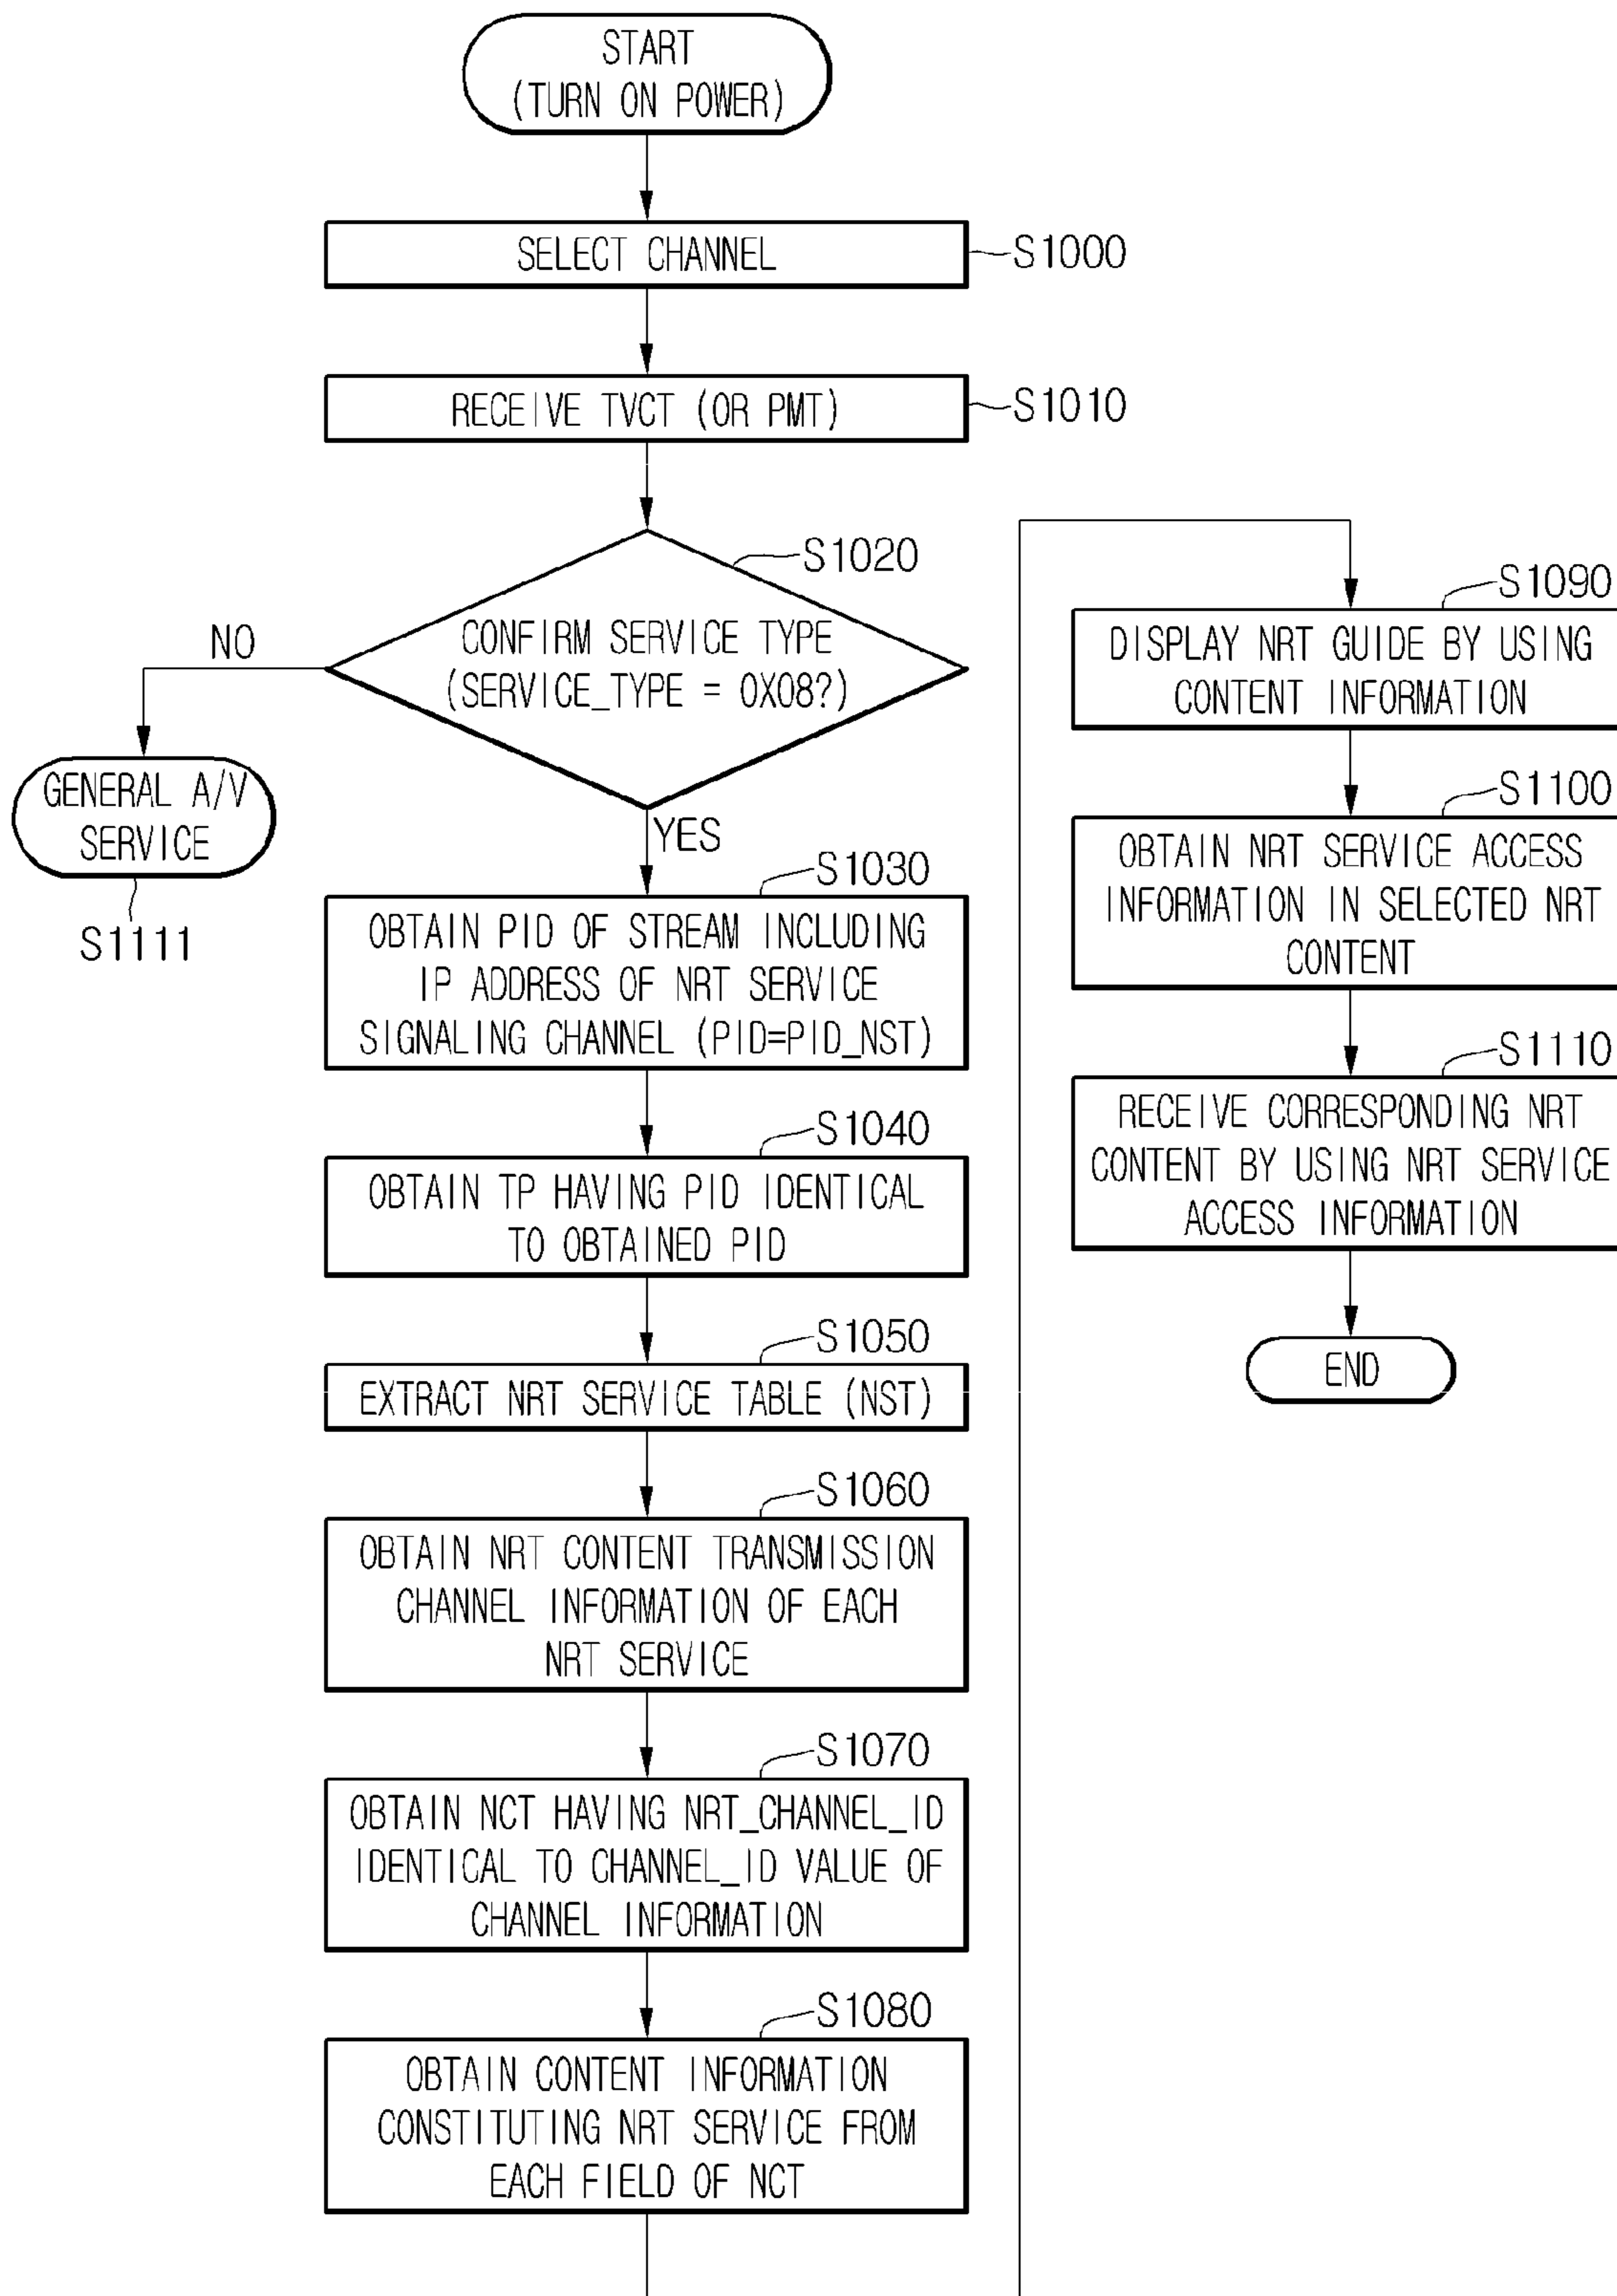 START
(TURN ON POWER)
SELECT CHANNEL
S1000
RECEIVE TVCT (OR PMT)
S1010
S1020
CONFIRM SERVICE TYPE
(SERVICE_TYPE = 0X08?)
NO
GENERAL A/V
SERVICE
S1111
YES
S1030
OBTAIN PID OF STREAM INCLUDING
IP ADDRESS OF NRT SERVICE
SIGNALING CHANNEL (PID=PID_NST)
S1040
OBTAIN TP HAVING PID IDENTICAL
TO OBTAINED PID
S1050
EXTRACT NRT SERVICE TABLE (NST)
S1060
OBTAIN NRT CONTENT TRANSMISSION
CHANNEL INFORMATION OF EACH
NRT SERVICE
S1070
OBTAIN NCT HAVING NRT_CHANNEL_ID
IDENTICAL TO CHANNEL_ID VALUE OF
CHANNEL INFORMATION
S1080
OBTAIN CONTENT INFORMATION
CONSTITUTING NRT SERVICE FROM
EACH FIELD OF NCT
S1090
DISPLAY NRT GUIDE BY USING
CONTENT INFORMATION
S1100
OBTAIN NRT SERVICE ACCESS
INFORMATION IN SELECTED NRT
CONTENT
S1110
RECEIVE CORRESPONDING NRT
CONTENT BY USING NRT SERVICE
ACCESS INFORMATION
END